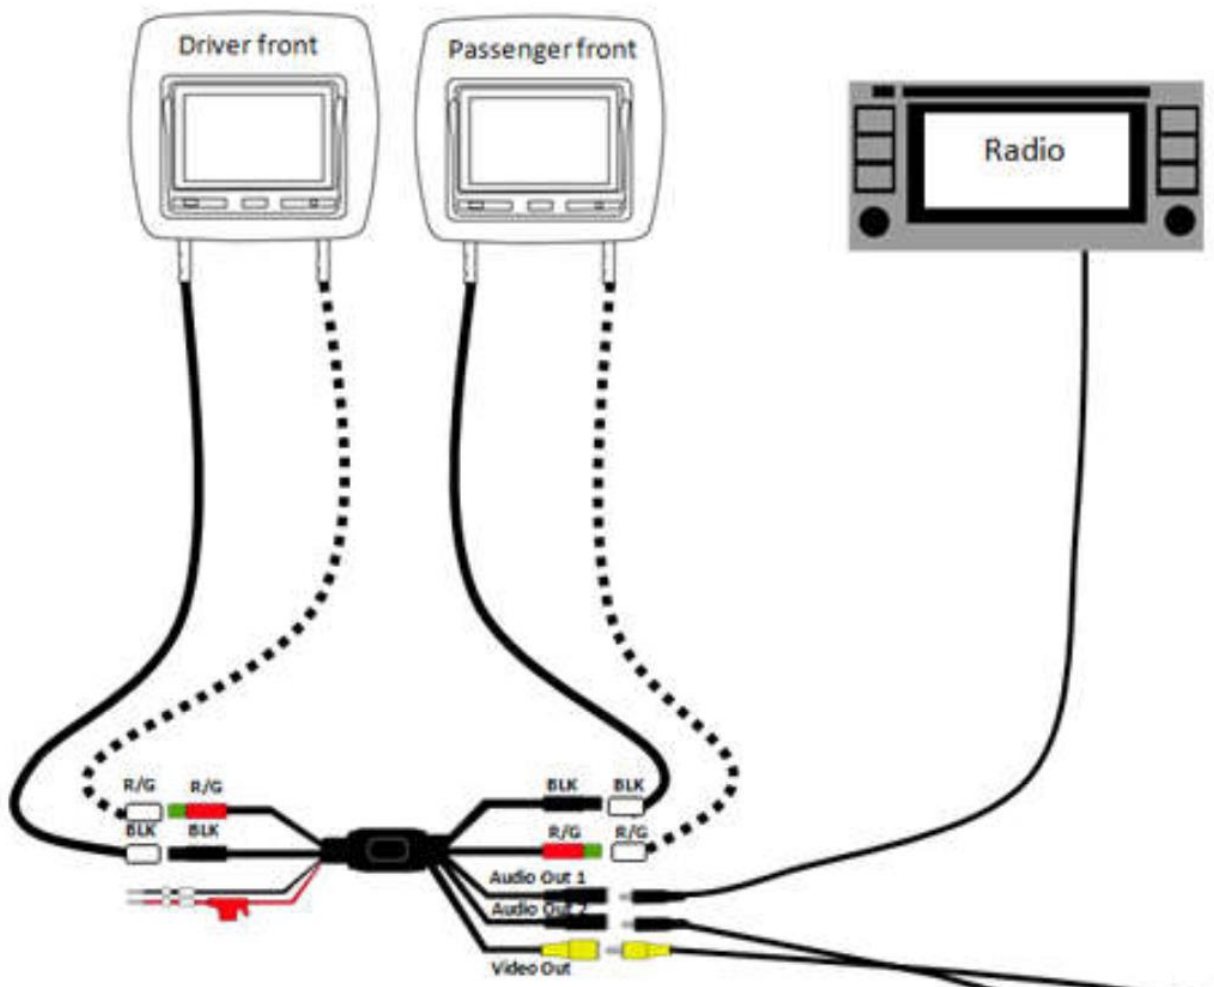 Driver front
Passenger front
Radio
R/G
R/G
BLK
BLK
BLK
BLK
R/G
R/G
Audio Out 1
Audio Out 2
Video Out